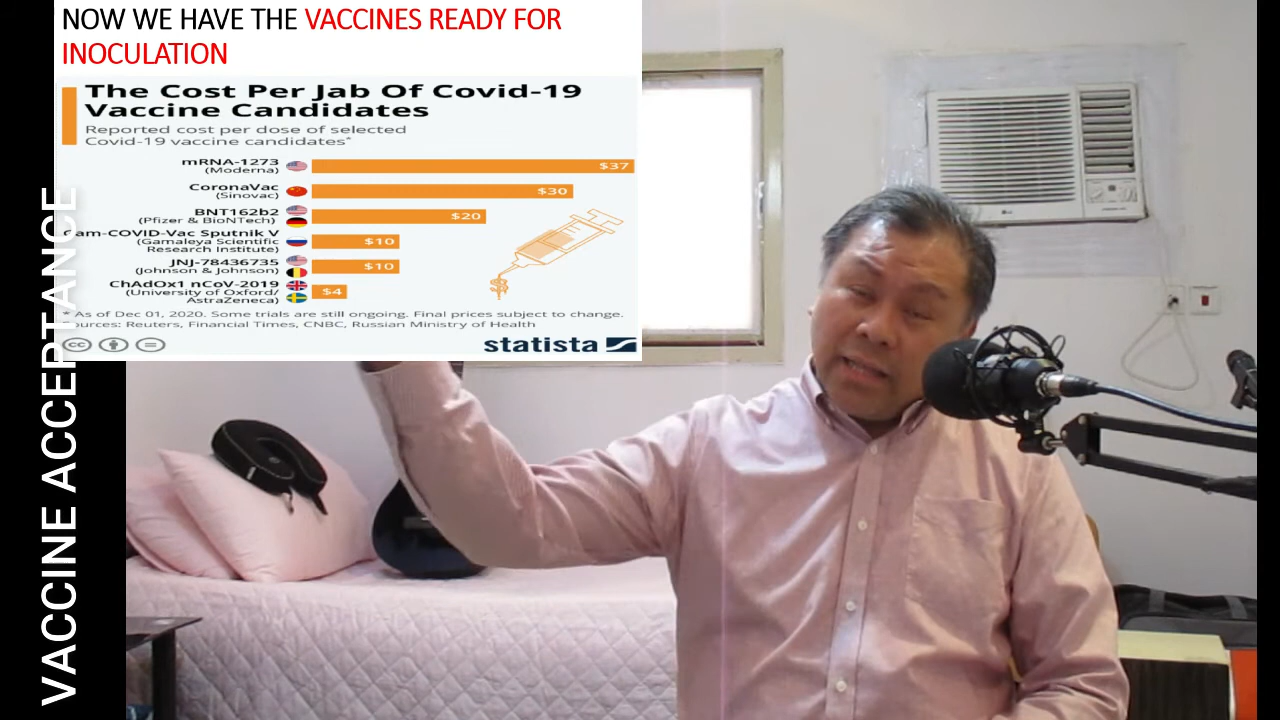 NOW WE HAVE THE VACCINES READY FOR
INOCULATION
The Cost Per Jab Of Covid-19
Vaccine Candidates
Reported cost per dose of selected
Covid-19 vaccine candidates*
mRNA-1273
(Moderna)
$37
CoronaVac
(Sinovac)
$30
BNT162b2
(Pfizer & BioNTech)
$20
Gam-COVID-Vac Sputnik V
(Gamaleya Scientific
Research Institute)
$10
JNJ-78436735
(Johnson & Johnson)
$10
ChAdOx1 nCoV-2019
(University of Oxford/
AstraZeneca)
$4
* As of Dec 01, 2020. Some trials are still ongoing. Final prices subject to change.
Sources: Reuters, Financial Times, CNBC, Russian Ministry of Health
cc
statista
VACCINE ACCEPTANCE
LG